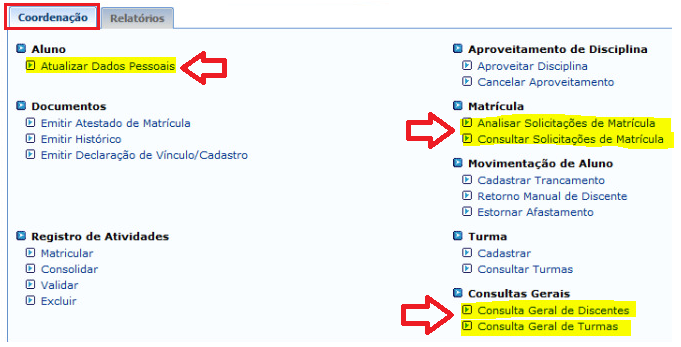 Coordenação
Relatórios
Aluno
Atualizar Dados Pessoais
Documentos
Emitir Atestado de Matrícula
Emitir Histórico
Emitir Declaração de Vínculo/Cadastro
Registro de Atividades
Matricular
Consolidar
Validar
Excluir
Aproveitamento de Disciplina
Aproveitar Disciplina
Cancelar Aproveitamento
Matrícula
Analisar Solicitações de Matrícula
Consultar Solicitações de Matrícula
Movimentação de Aluno
Cadastrar Trancamento
Retorno Manual de Discente
Estornar Afastamento
Turma
Cadastrar
Consultar Turmas
Consultas Gerais
Consulta Geral de Discentes
Consulta Geral de Turmas